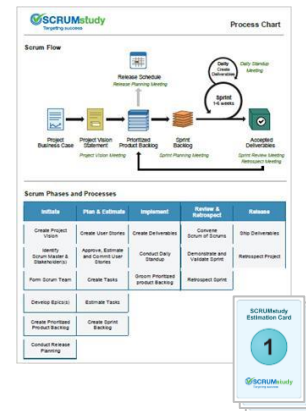 SCRUMstudy
Targeting success
Process Chart
Scrum Flow
Release Schedule
Release Planning Meeting
Daily
Create
Deliverables
Daily Standup
Meeting
Sprint
1-6 weeks
Project
Business Case
Project Vision
Statement
Project Vision Meeting
Prioritized
Product Backlog
Sprint
Backlog
Sprint Planning Meeting
Accepted
Deliverables
Sprint Review Meeting
Retrospect Meeting
Scrum Phases and Processes
Initiate
Plan & Estimate
Implement
Review &
Retrospect
Release
Create Project
Vision
Create User Stories
Create Deliverables
Convene
Scrum of Scrums
Ship Deliverables
Identify
Scrum Master &
Stakeholder(s)
Approve, Estimate
and Commit User
Stories
Conduct Daily
Standup
Demonstrate and
Validate Sprint
Retrospect Project
Form Scrum Team
Create Tasks
Groom Prioritized
product Backlog
Retrospect Sprint
Develop Epic(s)
Estimate Tasks
Create Prioritized
Product Backlog
Create Sprint
Backlog
Conduct Release
Planning
SCRUMstudy
Estimation Card
1
SCRUMstudy